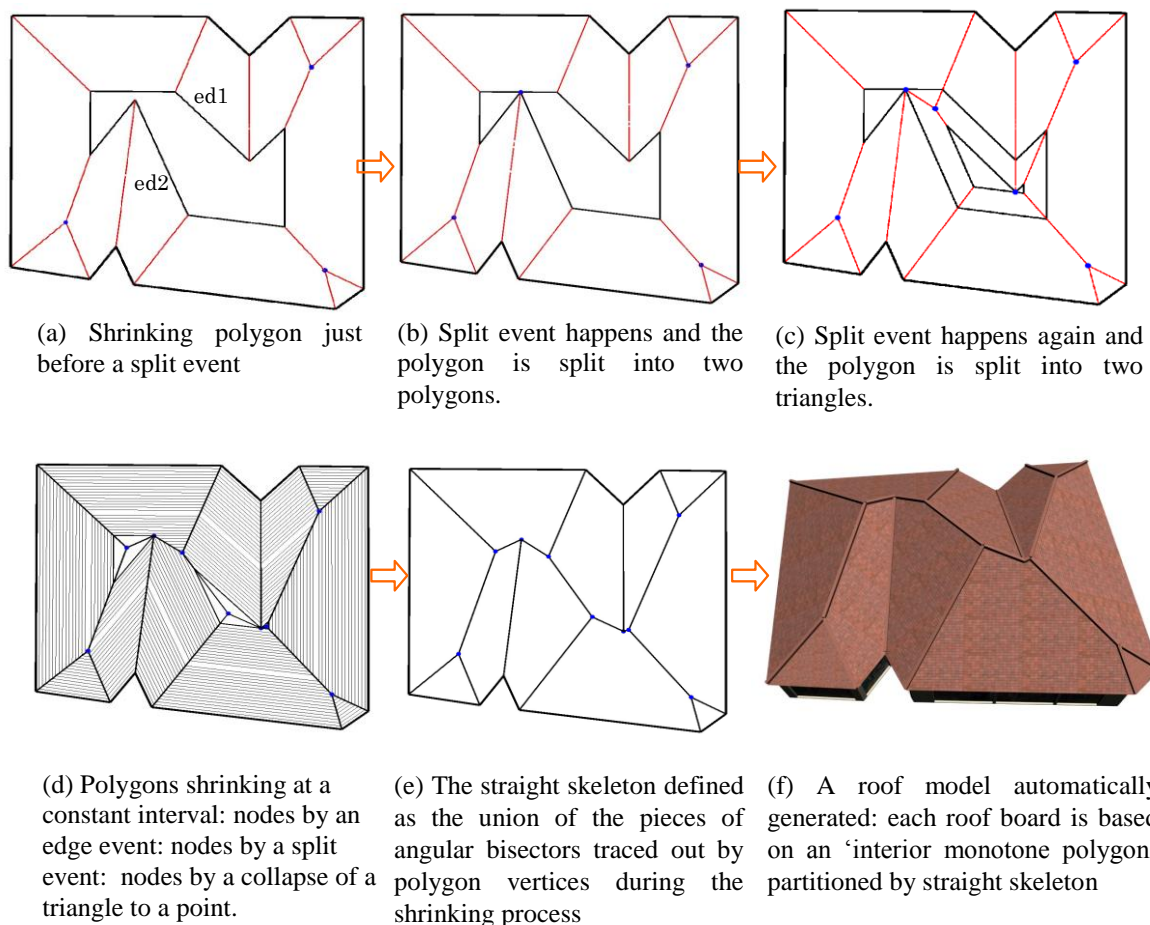 ed1
ed2
(a) Shrinking polygon just
before a split event
(b) Split event happens and the
polygon is split into two
polygons.
(c) Split event happens again and
the polygon is split into two
triangles.
(d) Polygons shrinking at a
constant interval: nodes by an
edge event: nodes by a split
event: nodes by a collapse of a
triangle to a point.
(e) The straight skeleton defined
as the union of the pieces of
angular bisectors traced out by
polygon vertices during the
shrinking process
(f) A roof model automatically
generated: each roof board is based
on an ‘interior monotone polygon
partitioned by straight skeleton